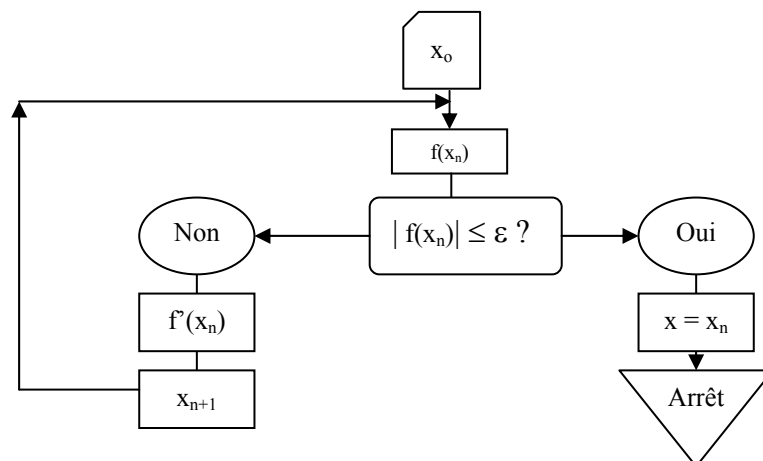 xₒ
f(xₙ)
Non
| f(xₙ)| ≤ ε ?
Oui
f’(xₙ)
x = xₙ
xₙ₊₁
Arrêt